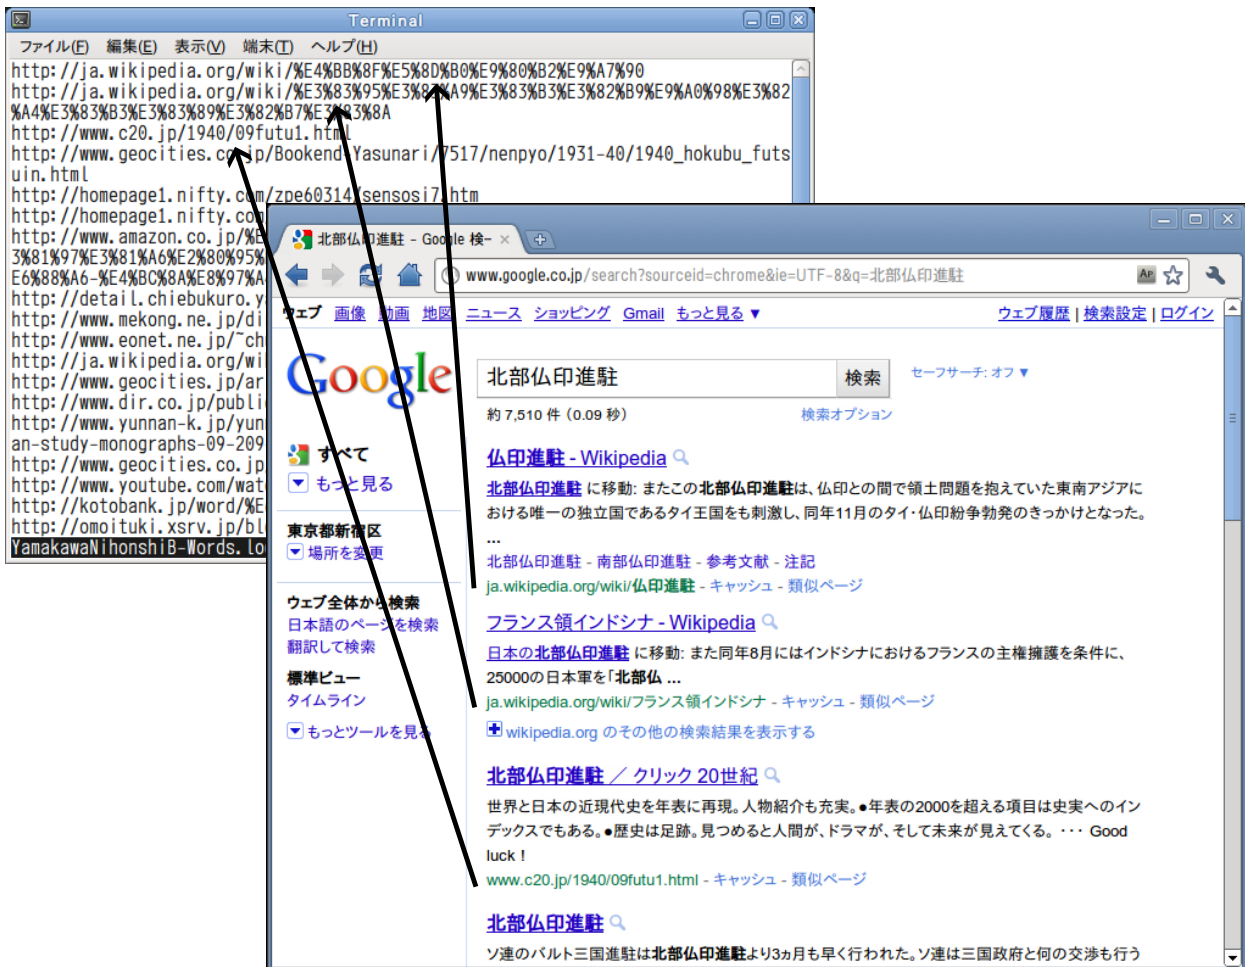 Terminal
ファイル(F) 編集(E) 表示(V) 端末(T) ヘルプ(H)
http://ja.wikipedia.org/wiki/%E4%BB%8F%E5%8D%B0%E9%80%B2%E9%A7%90
http://ja.wikipedia.org/wiki/%E3%83%95%E3%83%A9%E3%83%B3%E3%82%B9%E9%A0%98%E3%82
%A4%E3%83%B3%E3%83%89%E3%82%B7%E3%83%8A
http://www.c20.jp/1940/09futu1.html
http://www.geocities.co.jp/Bookend-Yasunari/7517/nenpyo/1931-40/1940_hokubu_futs
uin.html
http://homepage1.nifty.com/zpe60314/sensosi7.htm
http://homepage1.nifty.com
http://www.amazon.co.jp/%E
3%81%97%E3%81%A6%E2%80%95%
E6%88%A6-%E4%BC%8A%E8%97%A
http://detail.chiebukuro.y
http://www.mekong.ne.jp/di
http://www.eonet.ne.jp/~ch
http://ja.wikipedia.org/wi
http://www.geocities.jp/ar
http://www.dir.co.jp/publi
http://www.yunnan-k.jp/yun
an-study-monographs-09-209
http://www.geocities.co.jp
http://www.youtube.com/wat
http://kotobank.jp/word/%E
http://omoituki.xsrv.jp/bl
YamakawaNihonshiB-Words.lo
北部仏印進駐 - Google 検-
www.google.co.jp/search?sourceid=chrome&ie=UTF-8&q=北部仏印進駐
ウェブ 画像 動画 地図 ニュース ショッピング Gmail もっと見る ▼ ウェブ履歴 | 検索設定 | ログイン
Google
北部仏印進駐 検索 セーフサーチ: オフ ▼
約 7,510 件 (0.09 秒) 検索オプション
すべて
もっと見る
東京都新宿区
場所を変更
ウェブ全体から検索
日本語のページを検索
翻訳して検索
標準ビュー
タイムライン
もっとツールを見る
仏印進駐 - Wikipedia
北部仏印進駐 に移動: またこの北部仏印進駐は、仏印との間で領土問題を抱えていた東南アジアに
おける唯一の独立国であるタイ王国をも刺激し、同年11月のタイ・仏印紛争勃発のきっかけとなった。
...
北部仏印進駐 - 南部仏印進駐 - 参考文献 - 注記
ja.wikipedia.org/wiki/仏印進駐 - キャッシュ - 類似ページ
フランス領インドシナ - Wikipedia
日本の北部仏印進駐 に移動: また同年8月にはインドシナにおけるフランスの主権擁護を条件に、
25000の日本軍を「北部仏 ...
ja.wikipedia.org/wiki/フランス領インドシナ - キャッシュ - 類似ページ
wikipedia.org のその他の検索結果を表示する
北部仏印進駐 ／ クリック 20世紀
世界と日本の近現代史を年表に再現。人物紹介も充実。●年表の2000を超える項目は史実へのイン
デックスでもある。●歴史は足跡。見つめると人間が、ドラマが、そして未来が見えてくる。 ･･･ Good
luck !
www.c20.jp/1940/09futu1.html - キャッシュ - 類似ページ
北部仏印進駐
ソ連のバルト三国進駐は北部仏印進駐より3ヵ月も早く行われた。ソ連は三国政府と何の交渉も行う